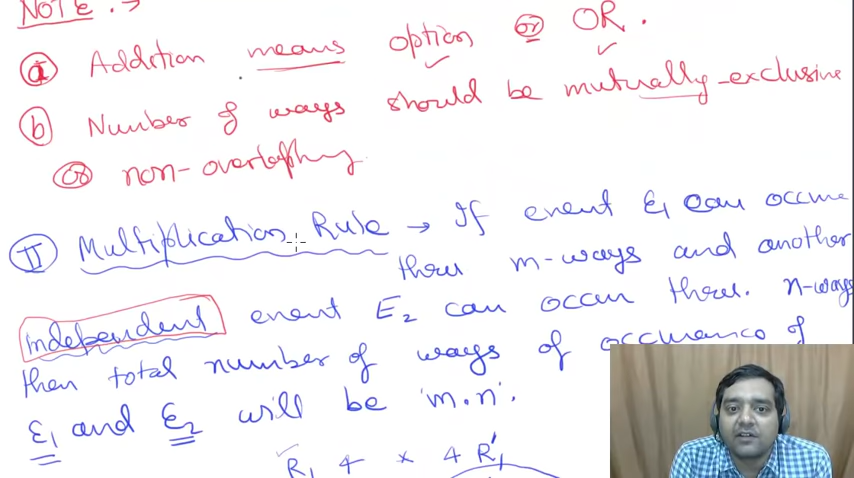 NOTE :→
(a) Addition means option (or) OR.
(b) Number of ways should be mutually-exclusive
(or) non-overlapping
(II) Multiplication Rule → If event E1 can occur
thru m-ways and another
independent event E2 can occur thru. n-ways
then total number of ways of occurance of
E1 and E2 will be 'm.n'.
R1 4 × 4 R'1